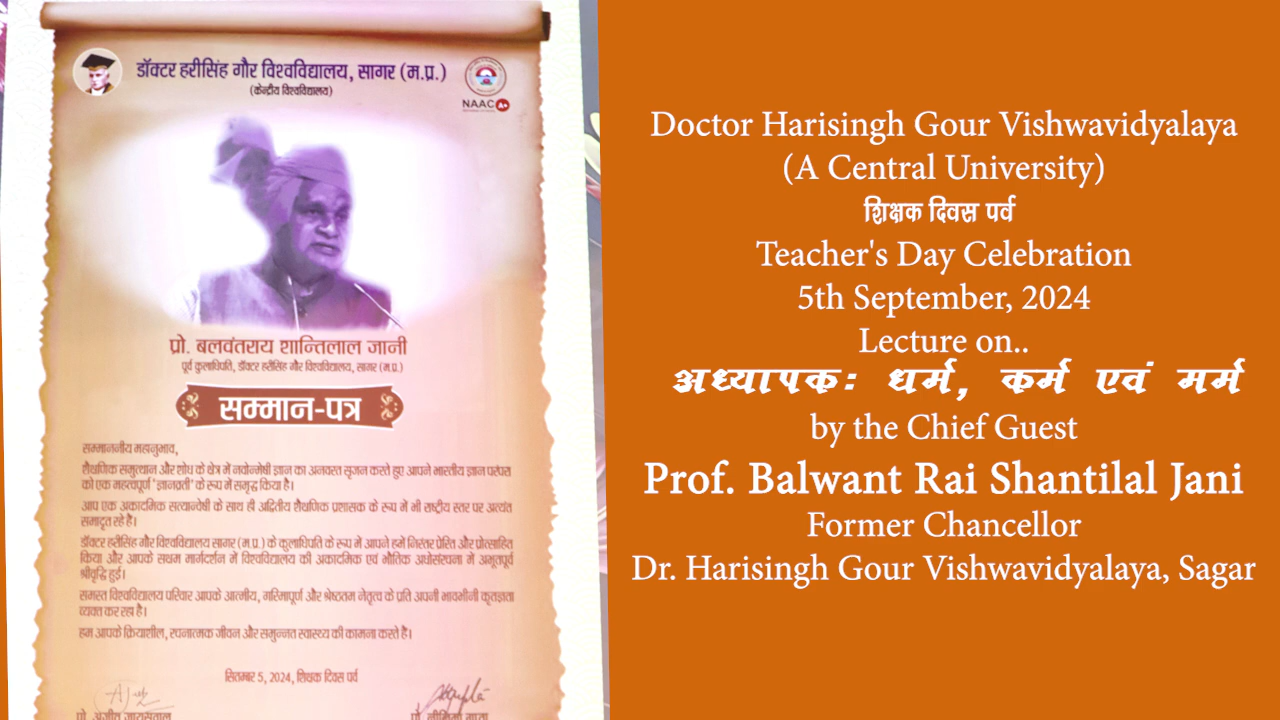 डॉक्टर हरीसिंह गौर विश्वविद्यालय, सागर (म.प्र.)
(केन्द्रीय विश्वविद्यालय)
NAAC A+
प्रो. बलवंतराय शान्तिलाल जानी
पूर्व कुलाधिपति, डॉक्टर हरीसिंह गौर विश्वविद्यालय, सागर (म.प्र.)
सम्मान-पत्र
सम्माननीय महानुभाव,
शैक्षणिक समुत्थान और शोध के क्षेत्र में नवोन्मेषी ज्ञान का अनवरत सृजन करते हुए आपने भारतीय ज्ञान परंपरा
को एक महत्वपूर्ण 'ज्ञानव्रती' के रूप में समृद्ध किया है।
आप एक अकादमिक सत्यान्वेषी के साथ ही अद्वितीय शैक्षणिक प्रशासक के रूप में भी राष्ट्रीय स्तर पर अत्यंत
समादृत रहे हैं।
डॉक्टर हरीसिंह गौर विश्वविद्यालय सागर (म.प्र.) के कुलाधिपति के रूप में आपने हमें निरन्तर प्रेरित और प्रोत्साहित
किया और आपके सक्षम मार्गदर्शन में विश्वविद्यालय की अकादमिक एवं भौतिक अधोसंरचना में अभूतपूर्व
श्रीवृद्धि हुई।
समस्त विश्वविद्यालय परिवार आपके आत्मीय, गरिमापूर्ण और श्रेष्ठतम नेतृत्व के प्रति अपनी भावभीनी कृतज्ञता
व्यक्त कर रहा है।
हम आपके क्रियाशील, रचनात्मक जीवन और समुन्नत स्वास्थ्य की कामना करते हैं।
सितम्बर 5, 2024, शिक्षक दिवस पर्व
Doctor Harisingh Gour Vishwavidyalaya
(A Central University)
शिक्षक दिवस पर्व
Teacher's Day Celebration
5th September, 2024
Lecture on..
अध्यापकः धर्म, कर्म एवं मर्म
by the Chief Guest
Prof. Balwant Rai Shantilal Jani
Former Chancellor
Dr. Harisingh Gour Vishwavidyalaya, Sagar